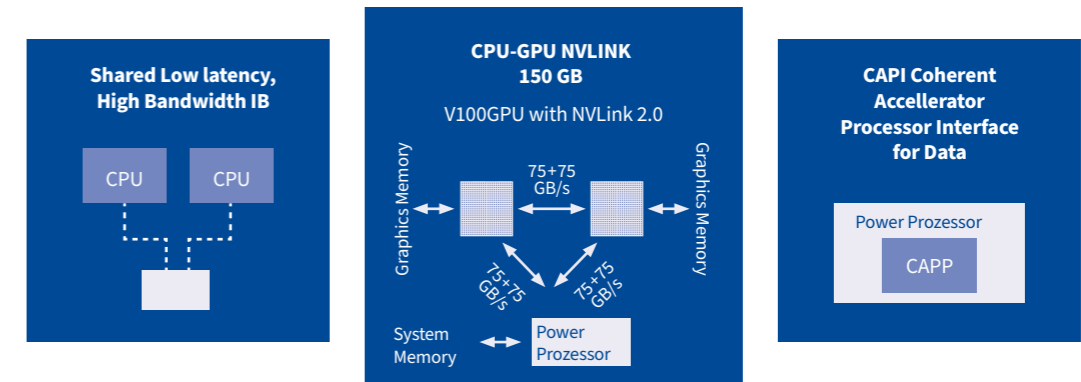 Shared Low latency,
High Bandwidth IB
CPU
CPU
CPU-GPU NVLINK
150 GB
V100GPU with NVLink 2.0
Graphics Memory
75+75
GB/s
Graphics Memory
75+75
GB/s
75+75
GB/s
System
Memory
Power
Prozessor
CAPI Coherent
Accellerator
Processor Interface
for Data
Power Prozessor
CAPP